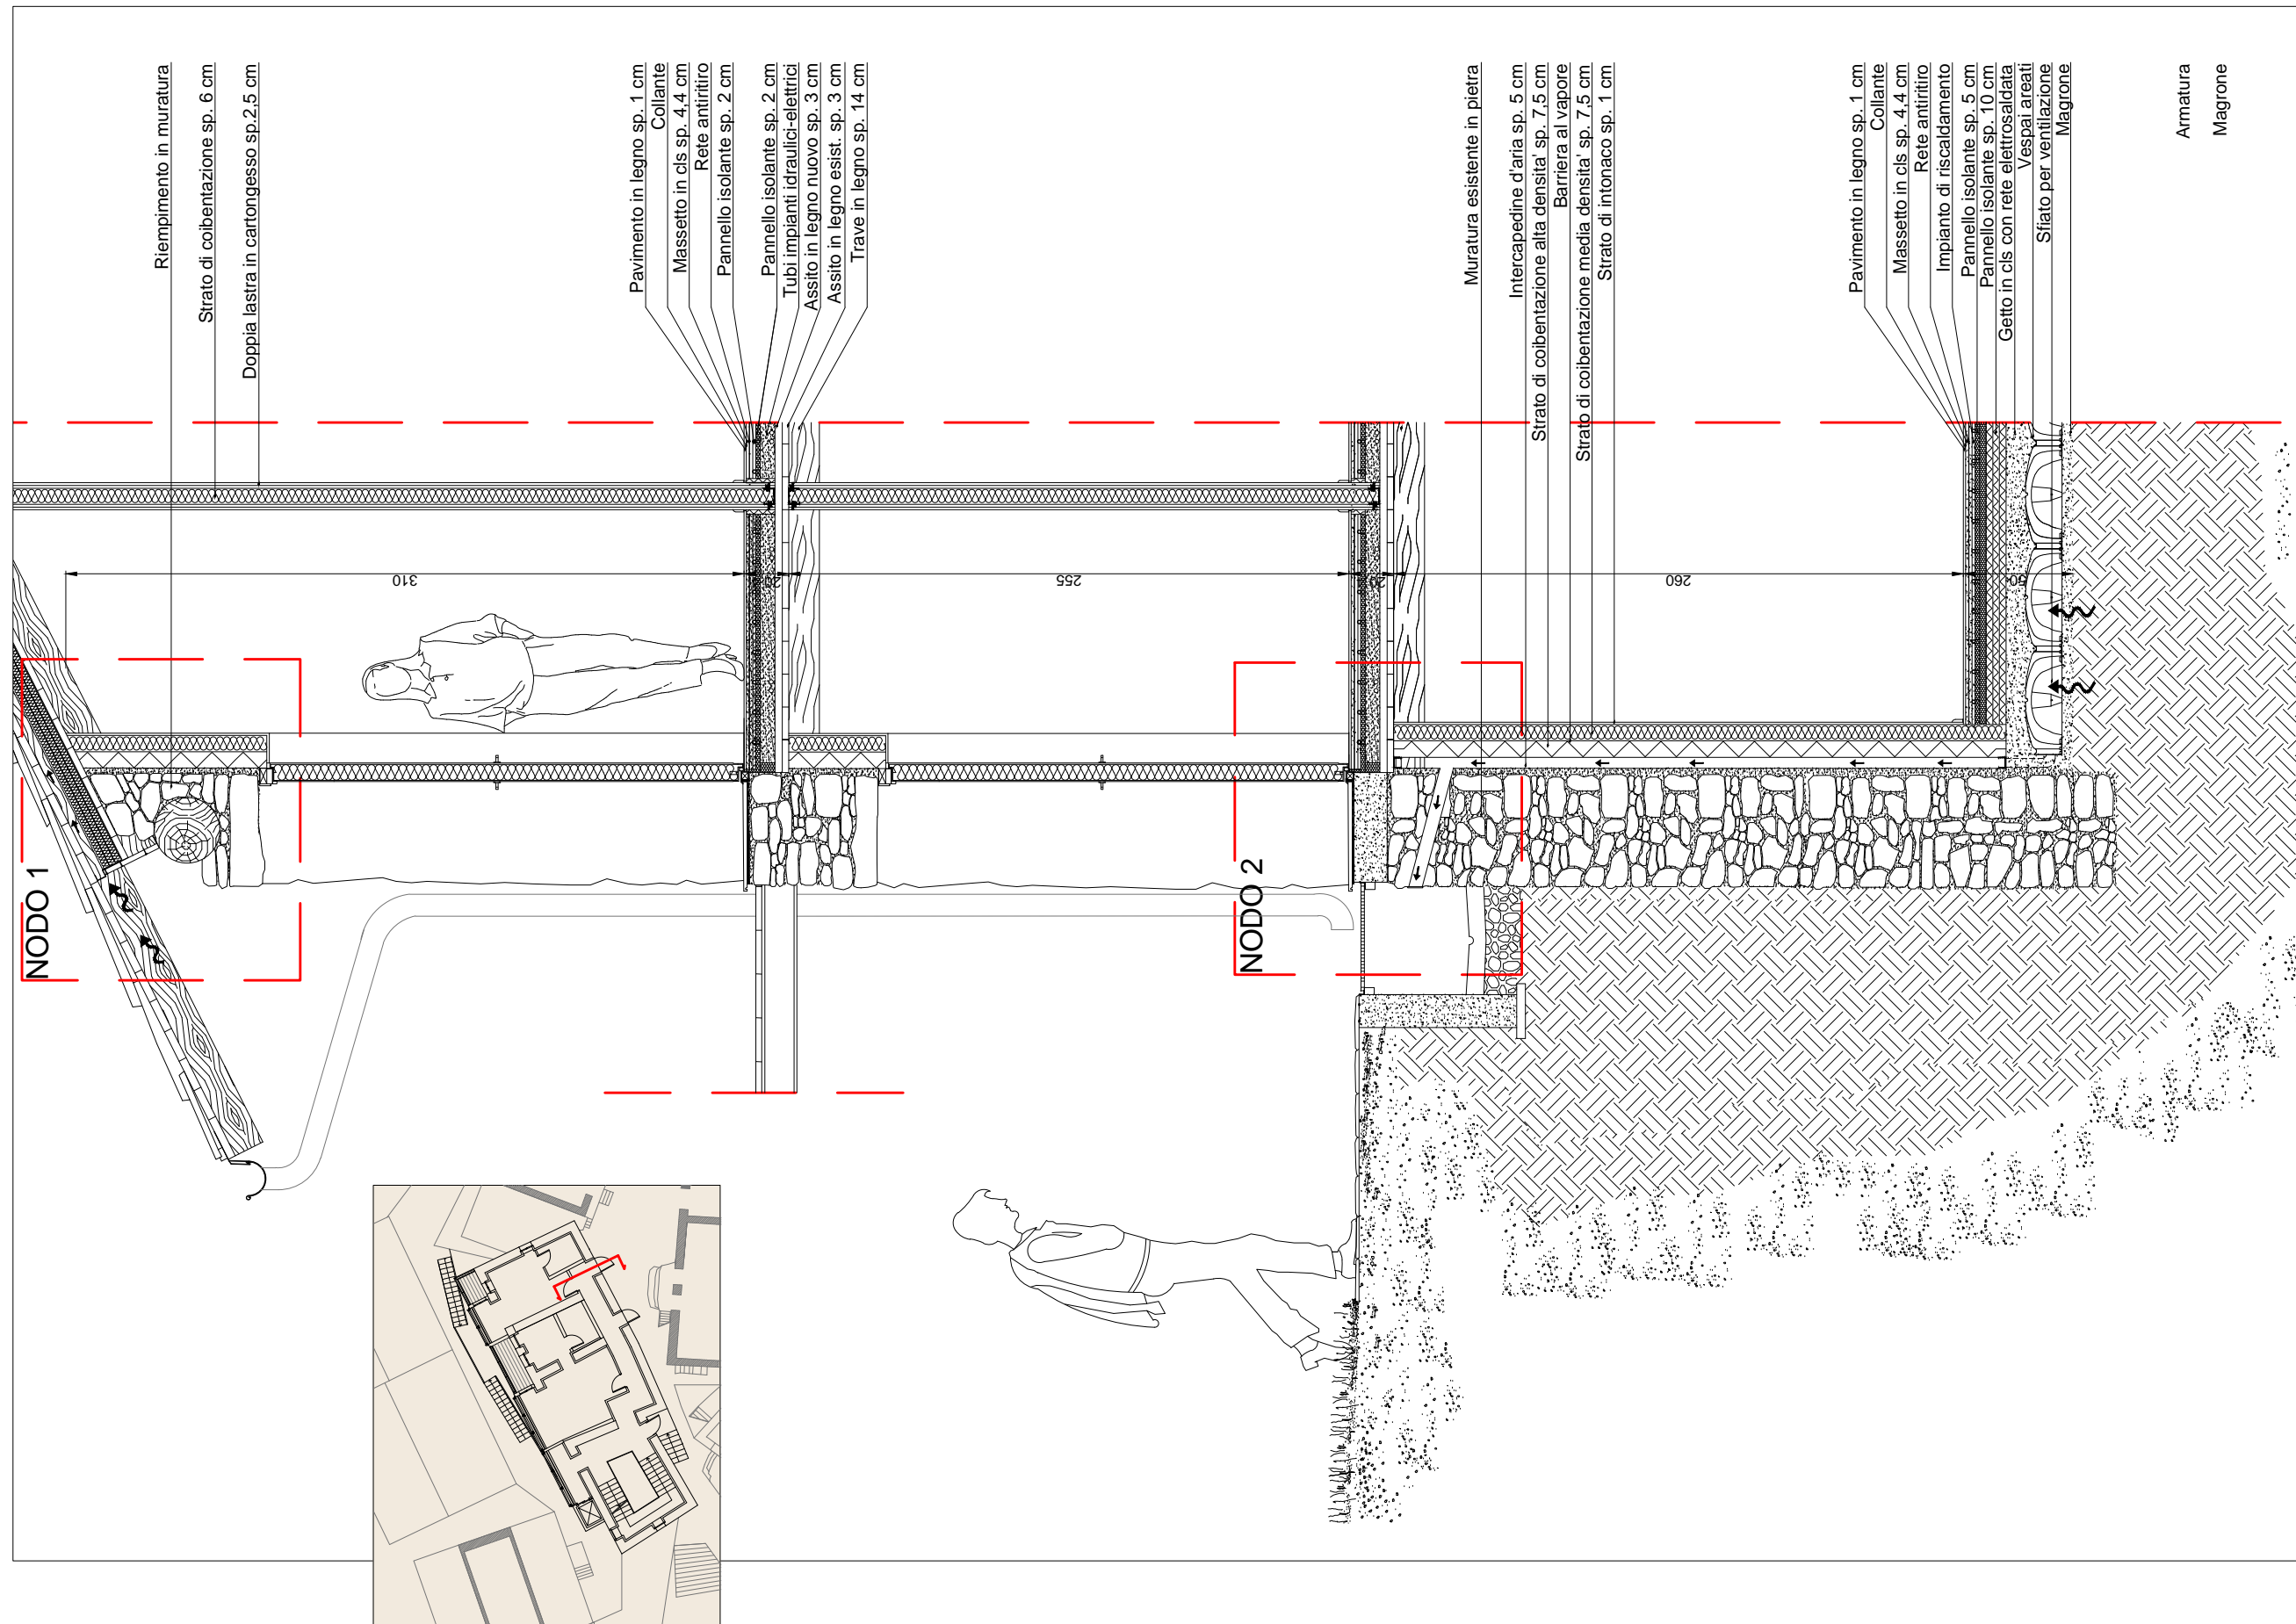 Riempimento in muratura
Strato di coibentazione sp. 6 cm
Doppia lastra in cartongesso sp.2,5 cm
Pavimento in legno sp. 1 cm
Collante
Massetto in cls sp. 4,4 cm
Rete antiritiro
Pannello isolante sp. 2 cm
Pannello isolante sp. 2 cm
Tubi impianti idraulici-elettrici
Assito in legno nuovo sp. 3 cm
Assito in legno esist. sp. 3 cm
Trave in legno sp. 14 cm
Muratura esistente in pietra
Intercapedine d'aria sp. 5 cm
Strato di coibentazione alta densita' sp. 7,5 cm
Barriera al vapore
Strato di coibentazione media densita' sp. 7,5 cm
Strato di intonaco sp. 1 cm
Pavimento in legno sp. 1 cm
Collante
Massetto in cls sp. 4,4 cm
Rete antiritiro
Impianto di riscaldamento
Pannello isolante sp. 5 cm
Pannello isolante sp. 10 cm
Getto in cls con rete elettrosaldata
Vespai areati
Sfiato per ventilazione
Magrone
Armatura
Magrone
310
20
255
20
260
50
NODO 1
NODO 2